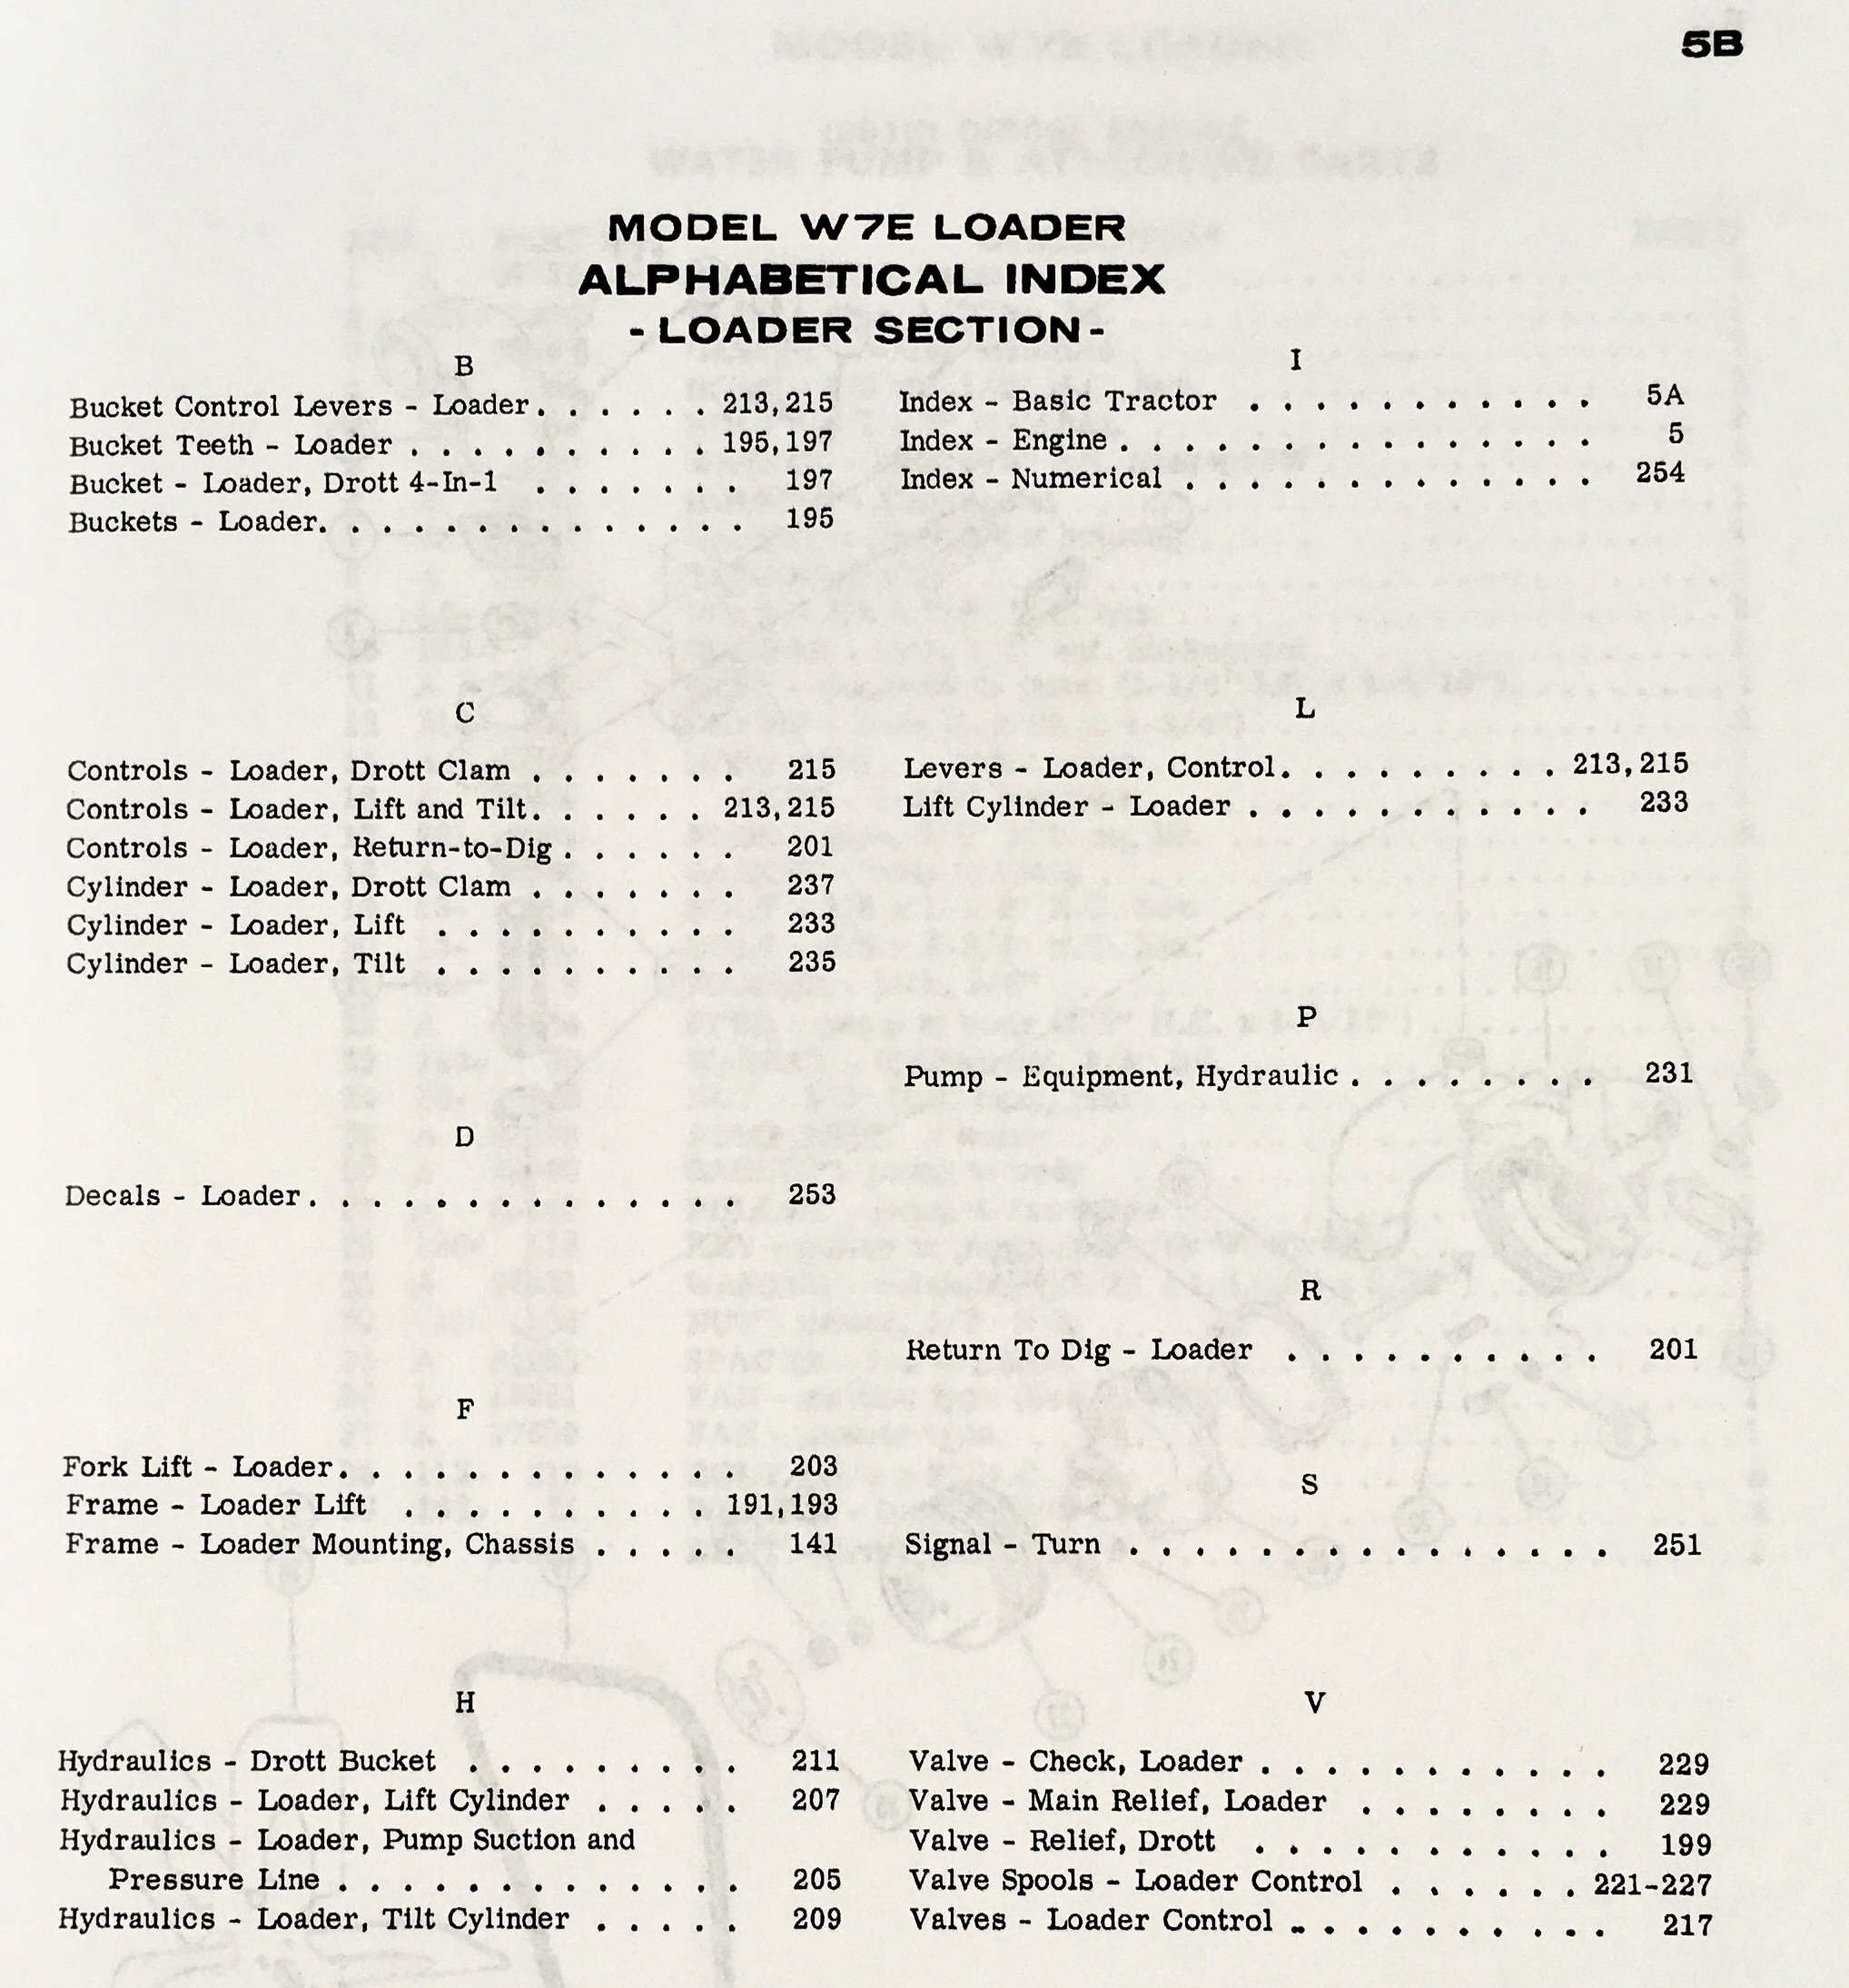 5B
MODEL W7E LOADER
ALPHABETICAL INDEX
- LOADER SECTION -
B
Bucket Control Levers - Loader. . . . . . 213,215
Bucket Teeth - Loader . . . . . . . . . . 195,197
Bucket - Loader, Drott 4-In-1 . . . . . . . 197
Buckets - Loader. . . . . . . . . . . . . . 195
C
Controls - Loader, Drott Clam . . . . . . . 215
Controls - Loader, Lift and Tilt. . . . . . 213,215
Controls - Loader, Return-to-Dig . . . . . . 201
Cylinder - Loader, Drott Clam . . . . . . . 237
Cylinder - Loader, Lift . . . . . . . . . . 233
Cylinder - Loader, Tilt . . . . . . . . . . 235
D
Decals - Loader. . . . . . . . . . . . . . 253
F
Fork Lift - Loader. . . . . . . . . . . . . 203
Frame - Loader Lift . . . . . . . . . . 191,193
Frame - Loader Mounting, Chassis . . . . . 141
H
Hydraulics - Drott Bucket . . . . . . . . . 211
Hydraulics - Loader, Lift Cylinder . . . . . 207
Hydraulics - Loader, Pump Suction and
Pressure Line . . . . . . . . . . . . . 205
Hydraulics - Loader, Tilt Cylinder . . . . . 209
I
Index - Basic Tractor . . . . . . . . . . . 5A
Index - Engine . . . . . . . . . . . . . . . 5
Index - Numerical . . . . . . . . . . . . . 254
L
Levers - Loader, Control. . . . . . . . . 213,215
Lift Cylinder - Loader . . . . . . . . . . . 233
P
Pump - Equipment, Hydraulic . . . . . . . . 231
R
Return To Dig - Loader . . . . . . . . . . 201
S
Signal - Turn . . . . . . . . . . . . . . . 251
V
Valve - Check, Loader . . . . . . . . . . . 229
Valve - Main Relief, Loader . . . . . . . . 229
Valve - Relief, Drott . . . . . . . . . . . 199
Valve Spools - Loader Control . . . . . . 221-227
Valves - Loader Control . . . . . . . . . . 217